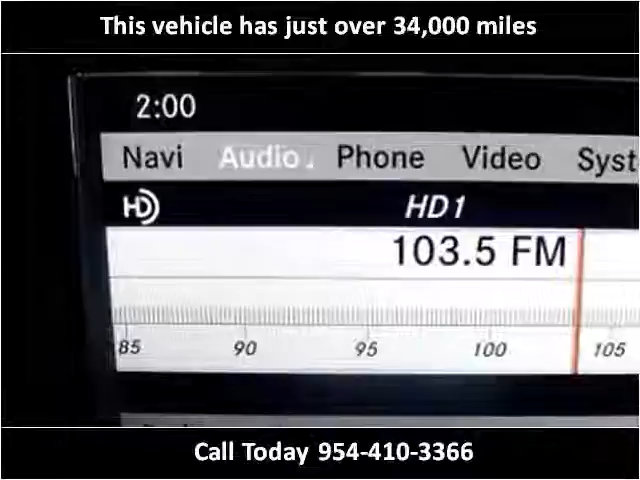 This vehicle has just over 34,000 miles
2:00
Navi Audio Phone Video Syst
HD HD1
103.5 FM
85 90 95 100 105
Call Today 954-410-3366